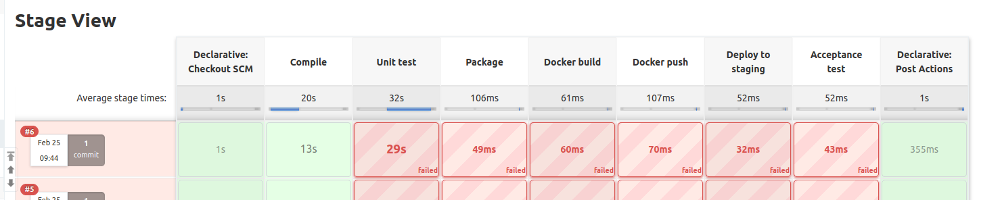 Stage View
Declarative: Checkout SCM
Compile
Unit test
Package
Docker build
Docker push
Deploy to staging
Acceptance test
Declarative: Post Actions
Average stage times:
1s
20s
32s
106ms
61ms
107ms
52ms
52ms
1s
#6
Feb 25
09:44
1
commit
1s
13s
29s
failed
49ms
failed
60ms
failed
70ms
failed
32ms
failed
43ms
failed
355ms
#5
Feb 25
1